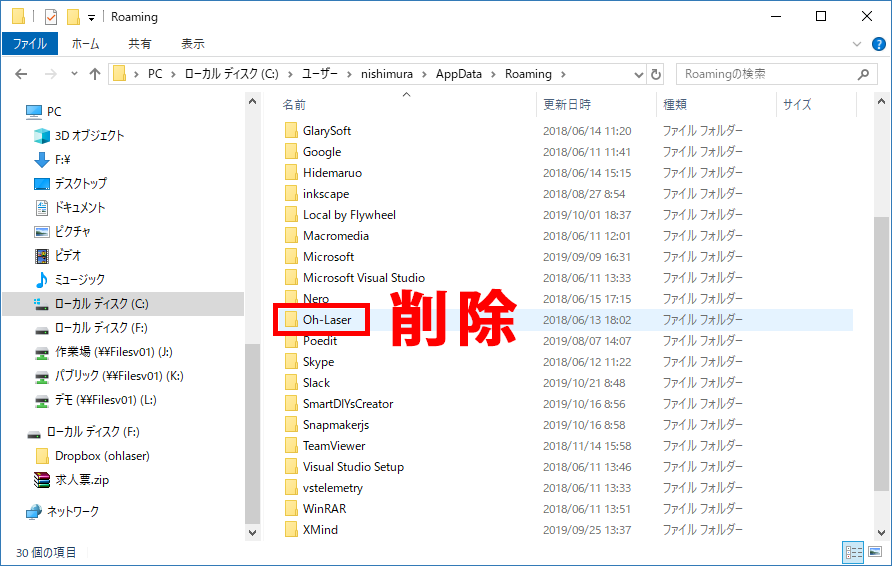 Roaming
ファイル ホーム 共有 表示
PC ローカル ディスク (C:) ユーザー nishimura AppData Roaming Roamingの検索
名前 更新日時 種類 サイズ
PC
3D オブジェクト
F:¥
デスクトップ
ドキュメント
ピクチャ
ビデオ
ミュージック
ローカル ディスク (C:)
ローカル ディスク (F:)
作業場 (¥¥Filesv01) (J:)
パブリック (¥¥Filesv01) (K:)
デモ (¥¥Filesv01) (L:)
ローカル ディスク (F:)
Dropbox (ohlaser)
求人票.zip
ネットワーク
GlarySoft 2018/06/14 11:20 ファイル フォルダー
Google 2018/06/11 11:41 ファイル フォルダー
Hidemaruo 2018/06/14 15:15 ファイル フォルダー
inkscape 2018/08/27 8:54 ファイル フォルダー
Local by Flywheel 2019/10/01 18:37 ファイル フォルダー
Macromedia 2018/06/11 12:01 ファイル フォルダー
Microsoft 2019/09/09 16:31 ファイル フォルダー
Microsoft Visual Studio 2018/06/11 13:33 ファイル フォルダー
Nero 2018/06/15 17:15 ファイル フォルダー
Oh-Laser 削除 2018/06/13 18:02 ファイル フォルダー
Poedit 2019/08/07 14:07 ファイル フォルダー
Skype 2018/06/12 11:22 ファイル フォルダー
Slack 2019/10/21 8:48 ファイル フォルダー
SmartDIYsCreator 2019/10/16 8:56 ファイル フォルダー
Snapmakerjs 2019/10/16 8:58 ファイル フォルダー
TeamViewer 2018/11/14 15:58 ファイル フォルダー
Visual Studio Setup 2018/06/11 13:46 ファイル フォルダー
vstelemetry 2018/06/11 13:33 ファイル フォルダー
WinRAR 2018/06/11 13:51 ファイル フォルダー
XMind 2019/09/25 13:37 ファイル フォルダー
30 個の項目